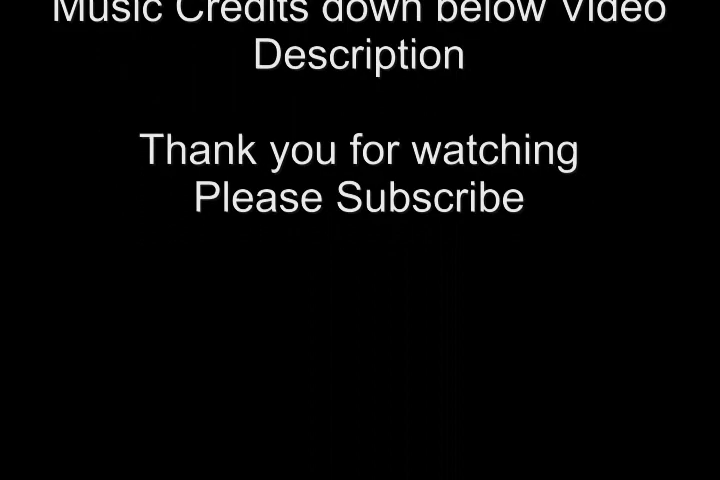 Music Credits down below Video
Description
Thank you for watching
Please Subscribe